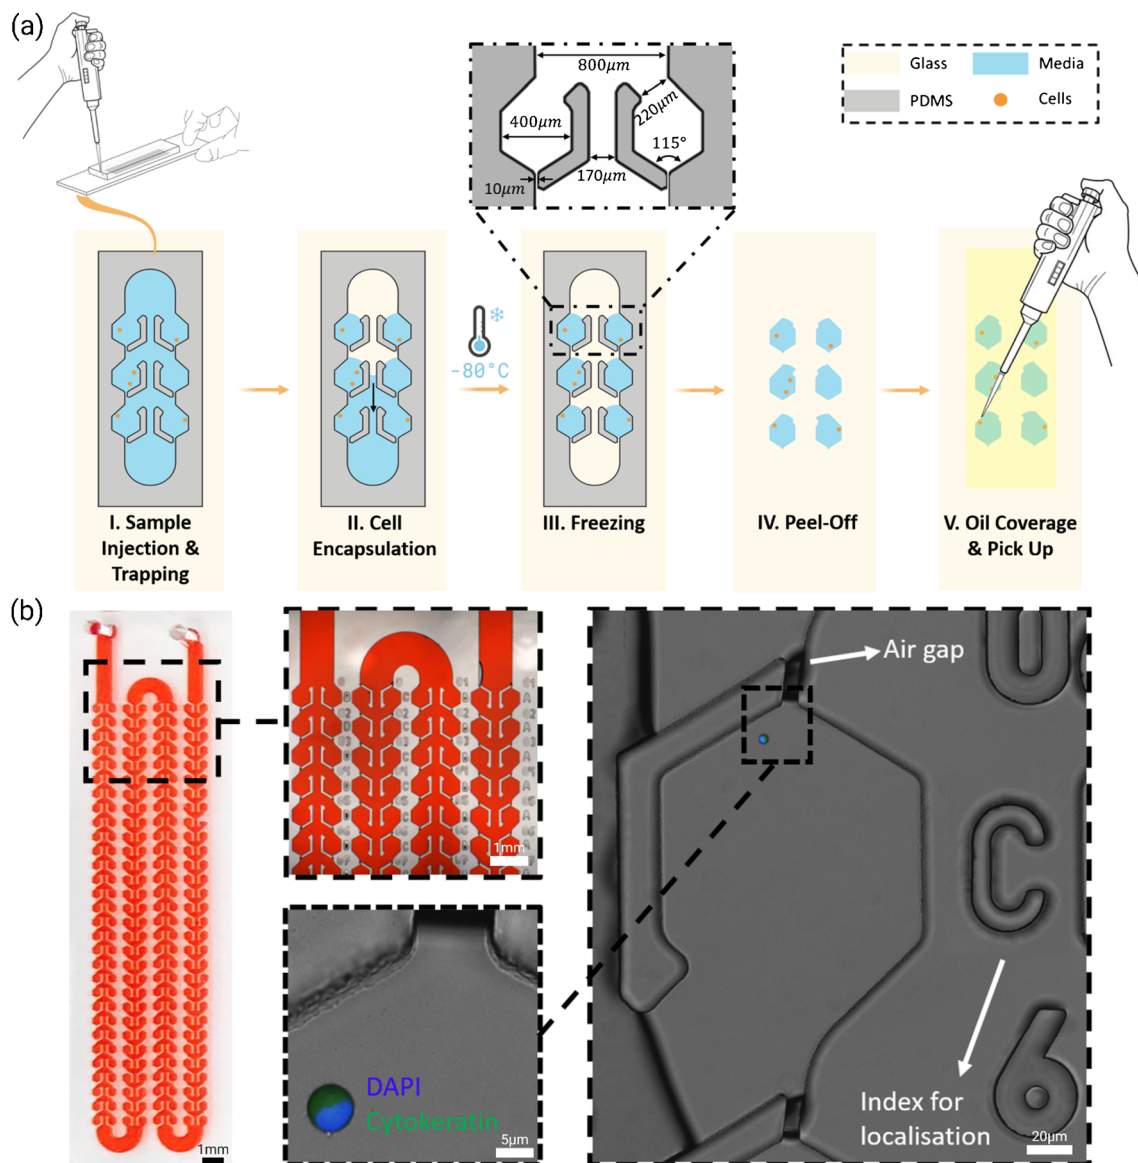 (a)
800μm
400μm
220μm
115°
170μm
10μm
Glass
Media
PDMS
Cells
-80°C
I. Sample
Injection &
Trapping
II. Cell
Encapsulation
III. Freezing
IV. Peel-Off
V. Oil Coverage
& Pick Up
(b)
1mm
1mm
DAPI
Cytokeratin
5μm
Air gap
C
6
Index for
localisation
20μm